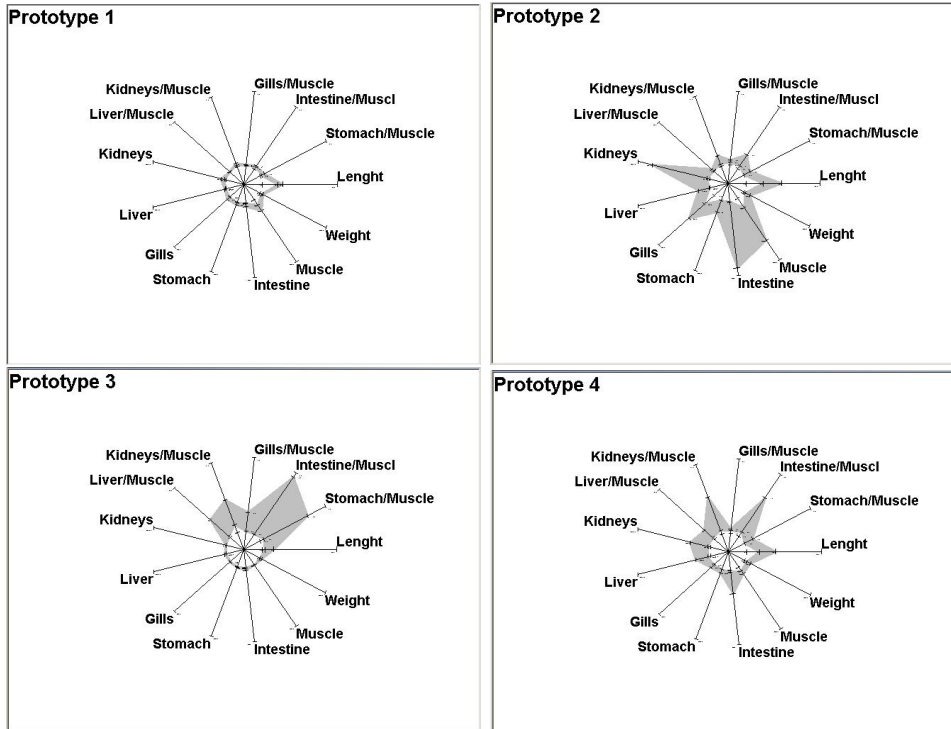 Prototype 1
Gills/Muscle
Kidneys/Muscle
Intestine/Muscl
Liver/Muscle
Stomach/Muscle
Kidneys
Lenght
Liver
Weight
Gills
Muscle
Stomach
Intestine
Prototype 2
Gills/Muscle
Kidneys/Muscle
Intestine/Muscl
Liver/Muscle
Stomach/Muscle
Kidneys
Lenght
Liver
Weight
Gills
Muscle
Stomach
Intestine
Prototype 3
Gills/Muscle
Kidneys/Muscle
Intestine/Muscl
Liver/Muscle
Stomach/Muscle
Kidneys
Lenght
Liver
Weight
Gills
Muscle
Stomach
Intestine
Prototype 4
Gills/Muscle
Kidneys/Muscle
Intestine/Muscl
Liver/Muscle
Stomach/Muscle
Kidneys
Lenght
Liver
Weight
Gills
Muscle
Stomach
Intestine